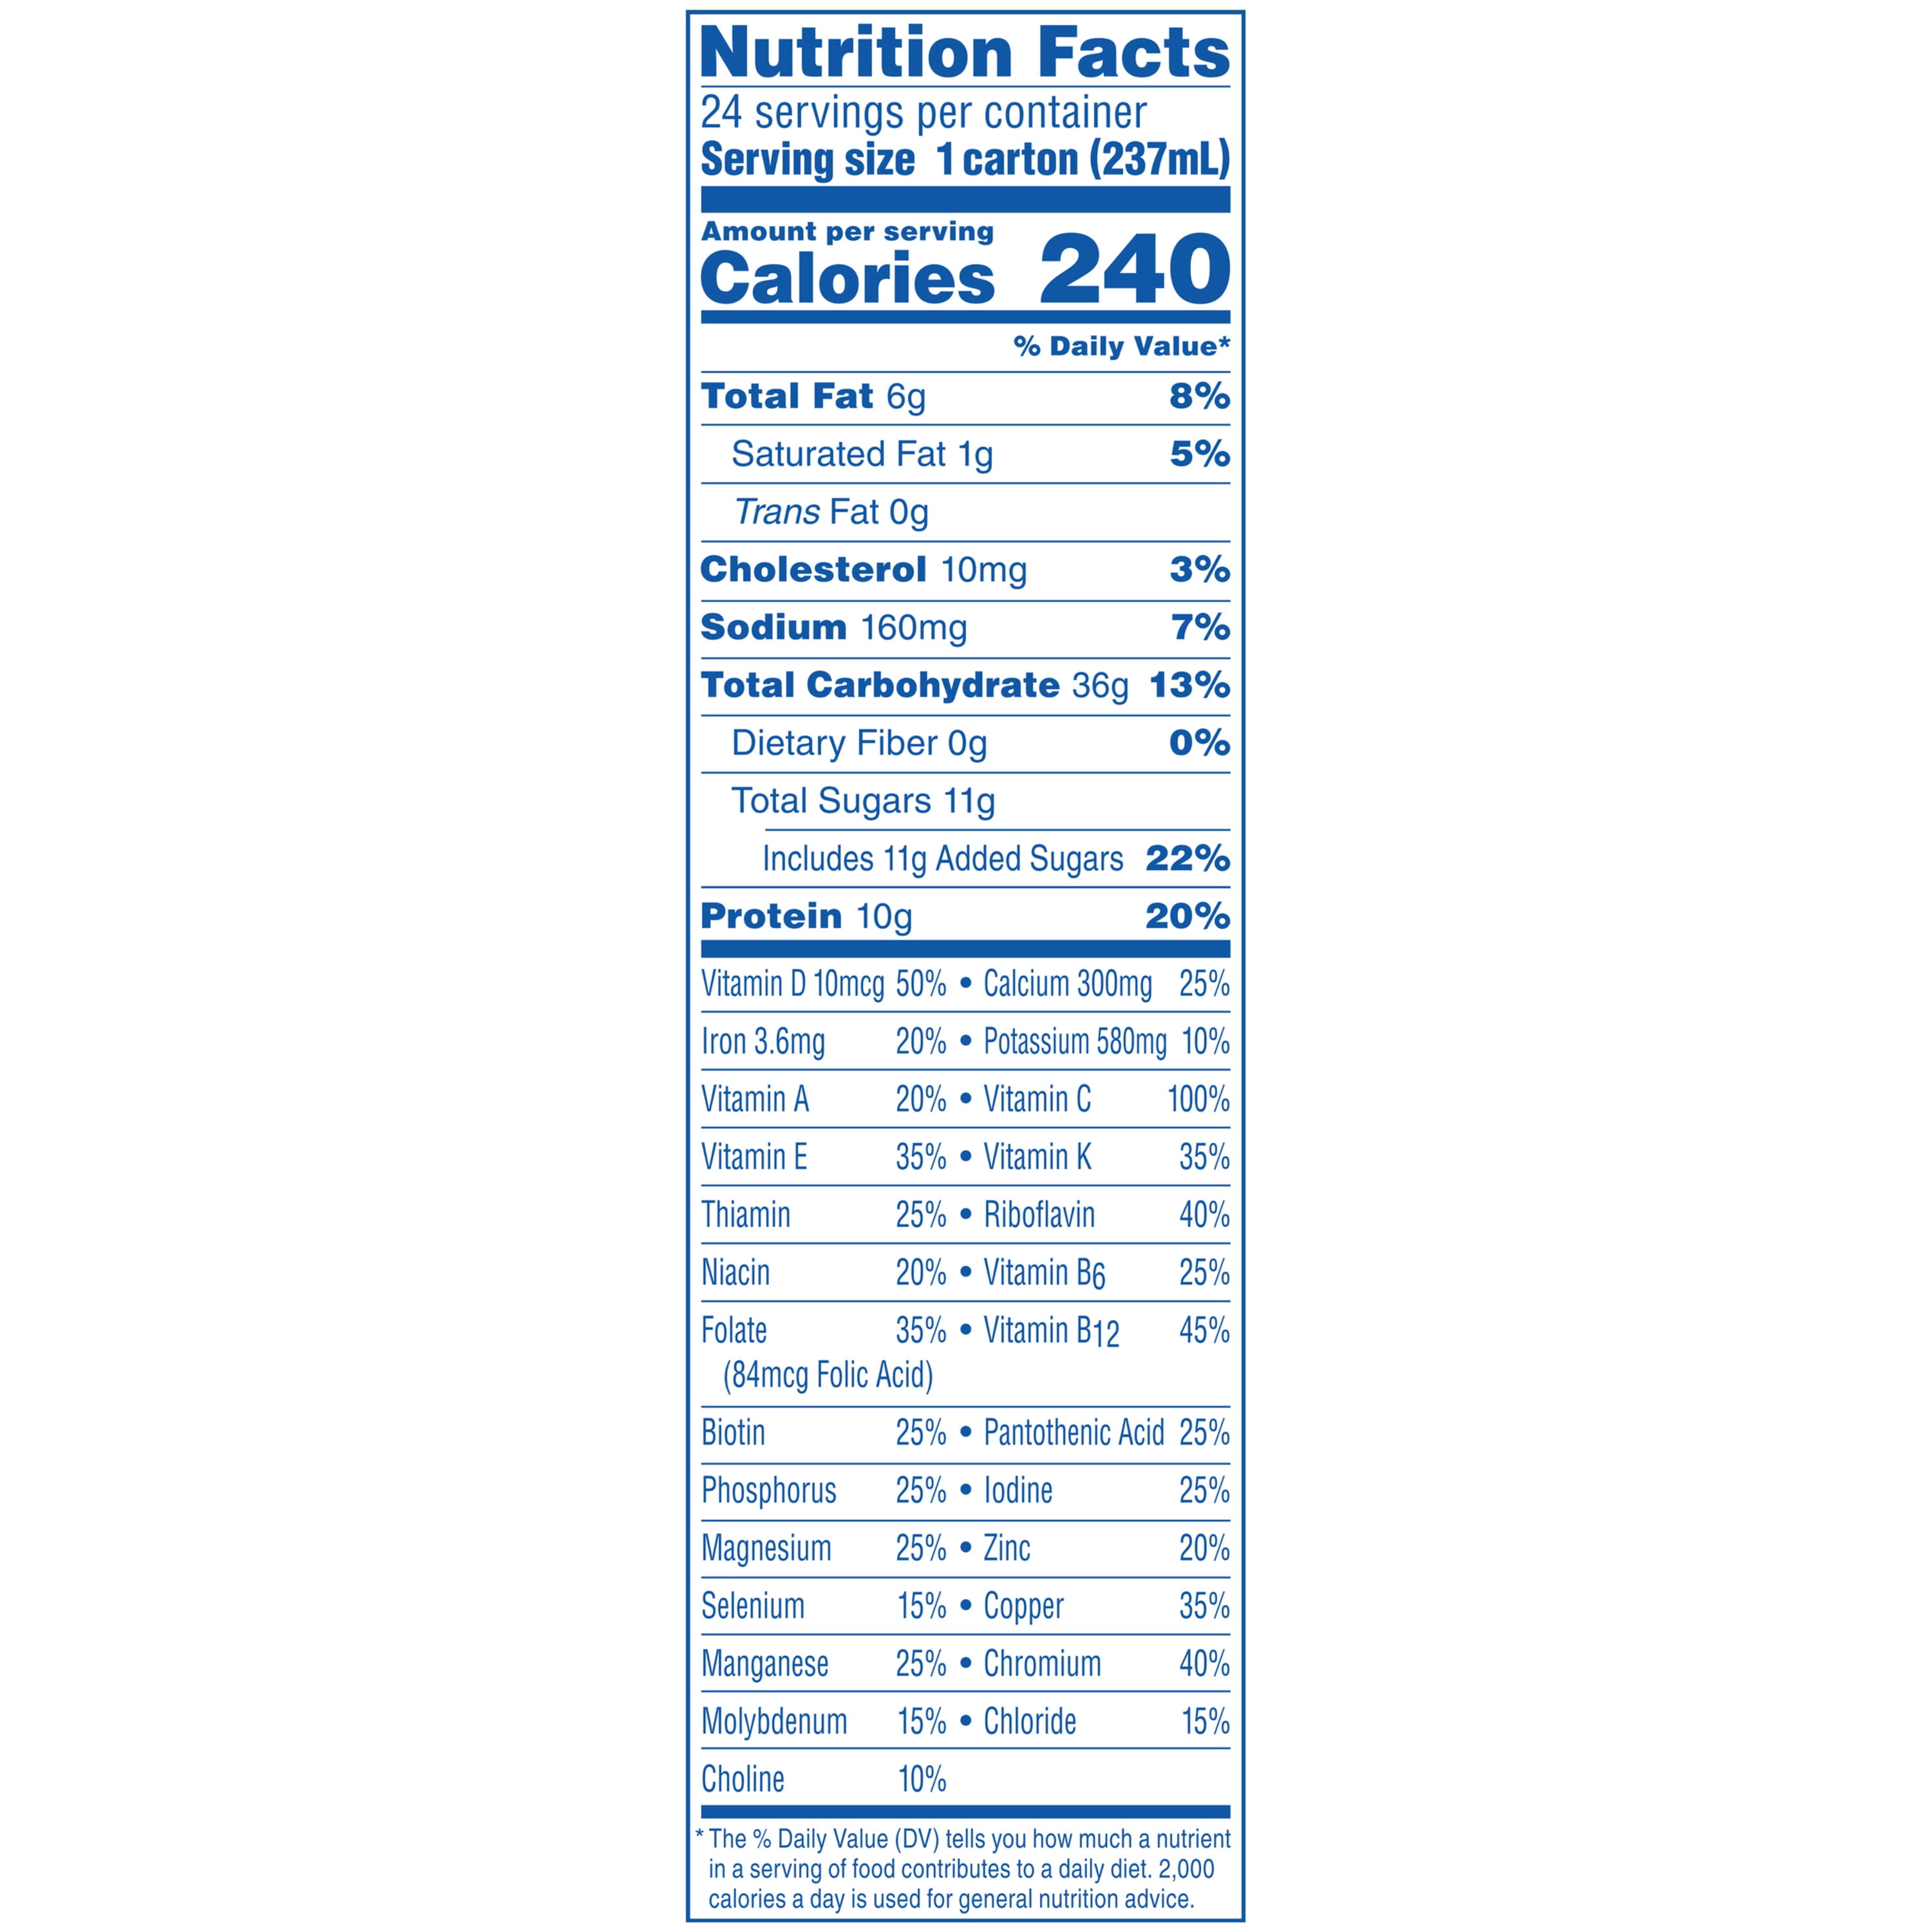 Nutrition Facts
24 servings per container
Serving size 1 carton (237mL)
Amount per serving
Calories 240
% Daily Value*
Total Fat 6g 8%
Saturated Fat 1g 5%
Trans Fat 0g
Cholesterol 10mg 3%
Sodium 160mg 7%
Total Carbohydrate 36g 13%
Dietary Fiber 0g 0%
Total Sugars 11g
Includes 11g Added Sugars 22%
Protein 10g 20%
Vitamin D 10mcg 50% • Calcium 300mg 25%
Iron 3.6mg 20% • Potassium 580mg 10%
Vitamin A 20% • Vitamin C 100%
Vitamin E 35% • Vitamin K 35%
Thiamin 25% • Riboflavin 40%
Niacin 20% • Vitamin B6 25%
Folate 35% • Vitamin B12 45%
(84mcg Folic Acid)
Biotin 25% • Pantothenic Acid 25%
Phosphorus 25% • Iodine 25%
Magnesium 25% • Zinc 20%
Selenium 15% • Copper 35%
Manganese 25% • Chromium 40%
Molybdenum 15% • Chloride 15%
Choline 10%
* The % Daily Value (DV) tells you how much a nutrient
in a serving of food contributes to a daily diet. 2,000
calories a day is used for general nutrition advice.